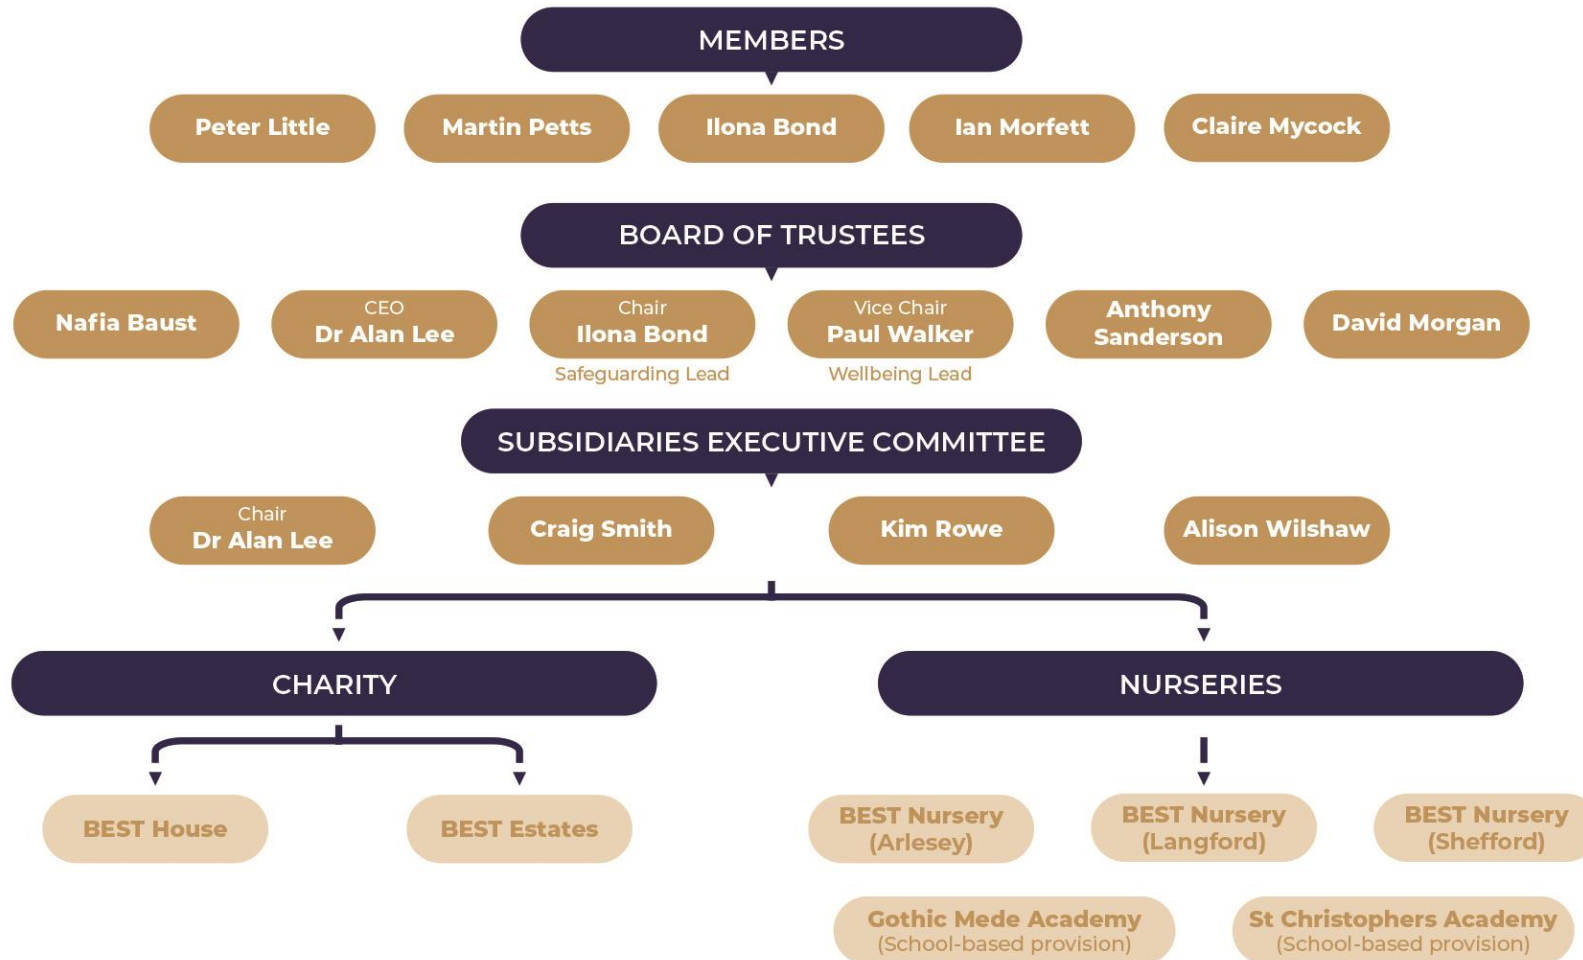 MEMBERS
Peter Little
Martin Petts
Ilona Bond
Ian Morfett
Claire Mycock
BOARD OF TRUSTEES
Nafia Baust
CEO
Dr Alan Lee
Chair
Ilona Bond
Safeguarding Lead
Vice Chair
Paul Walker
Wellbeing Lead
Anthony
Sanderson
David Morgan
SUBSIDIARIES EXECUTIVE COMMITTEE
Chair
Dr Alan Lee
Craig Smith
Kim Rowe
Alison Wilshaw
CHARITY
NURSERIES
BEST House
BEST Estates
BEST Nursery
(Arlesey)
BEST Nursery
(Langford)
BEST Nursery
(Shefford)
Gothic Mede Academy
(School-based provision)
St Christophers Academy
(School-based provision)